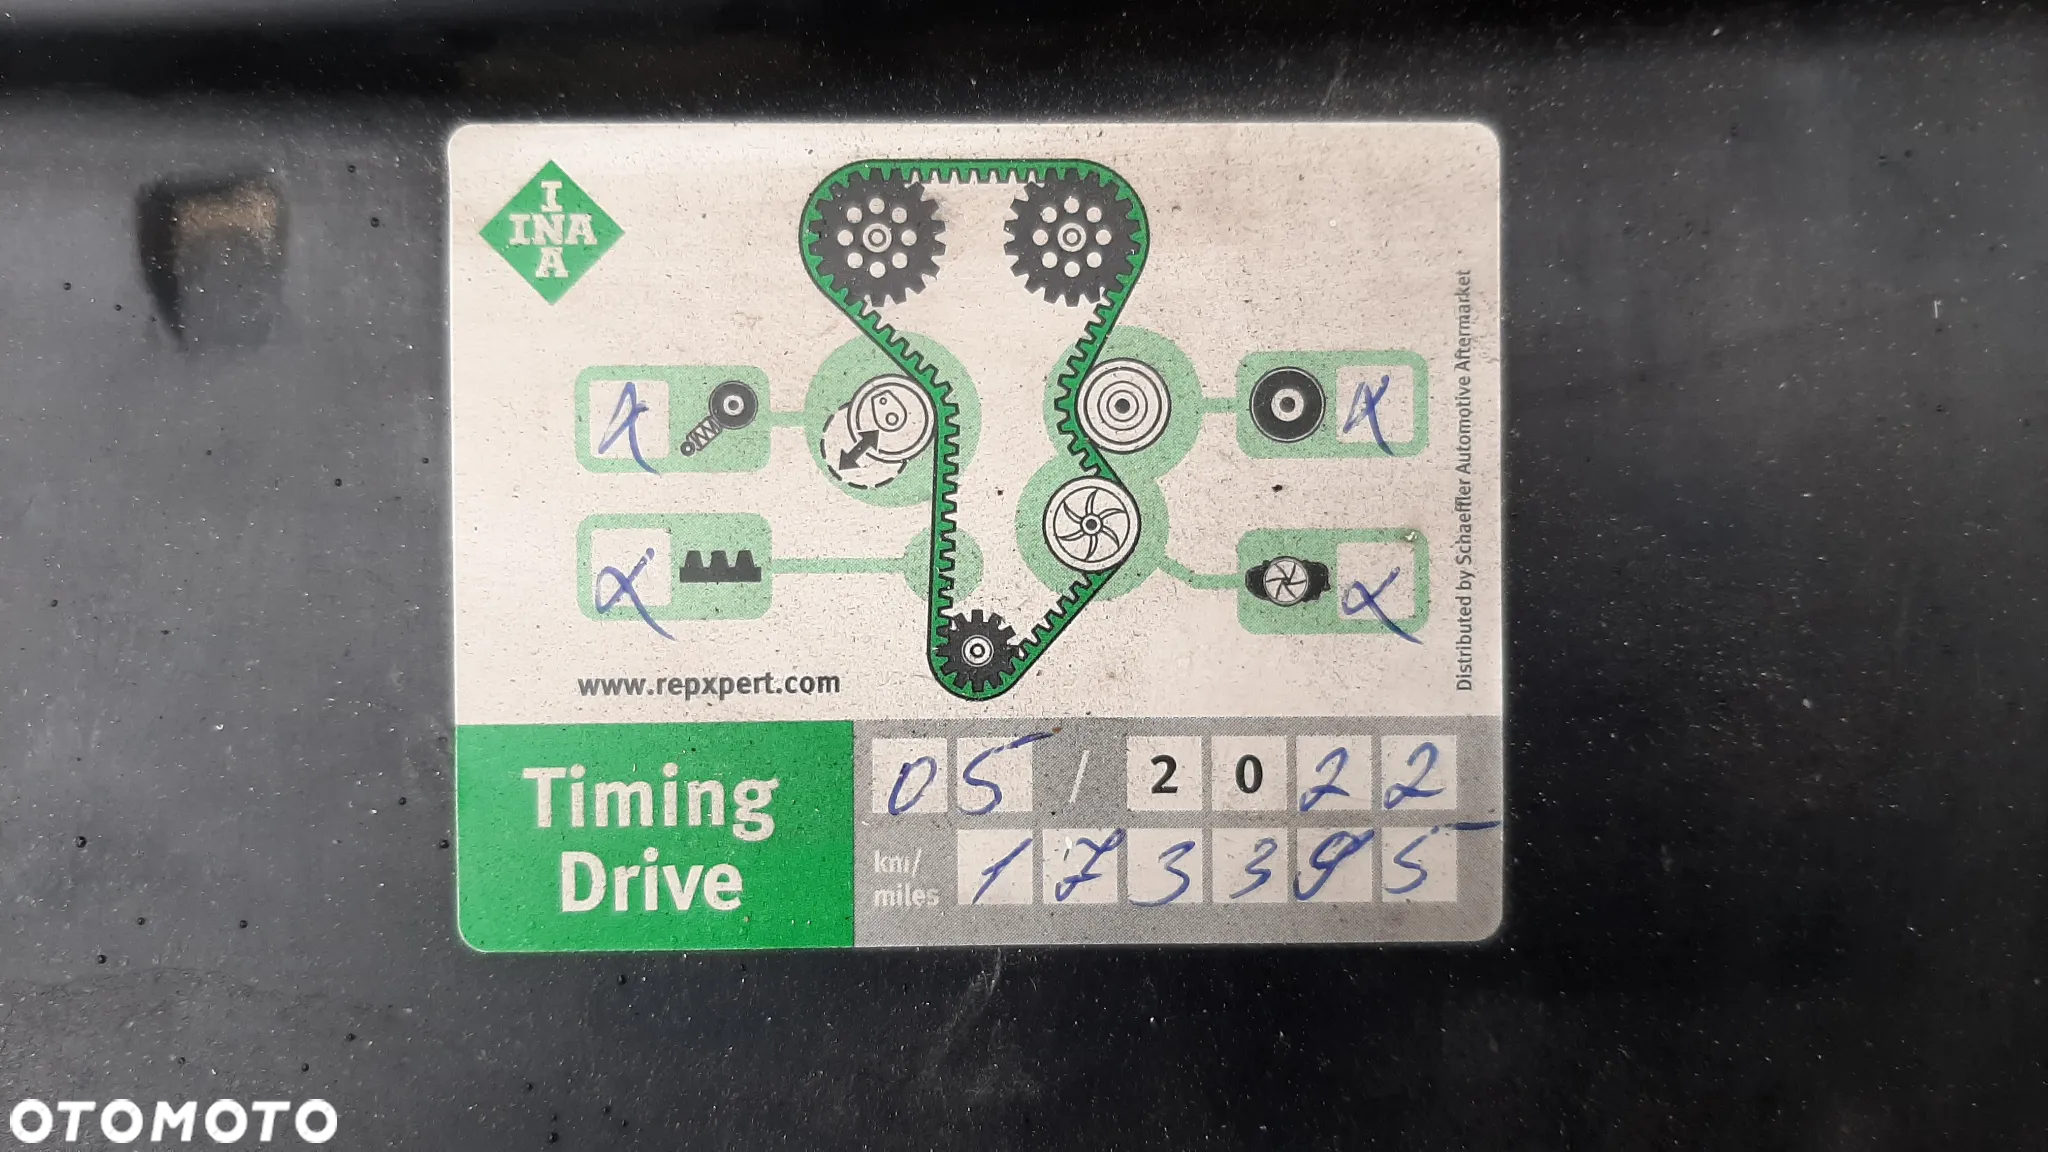 I
INA
A
Distributed by Schaeffler Automotive Aftermarket
x
x
x
x
www.repxpert.com
Timing
Drive
05 / 2022
km/
miles
173395
OTOMOTO